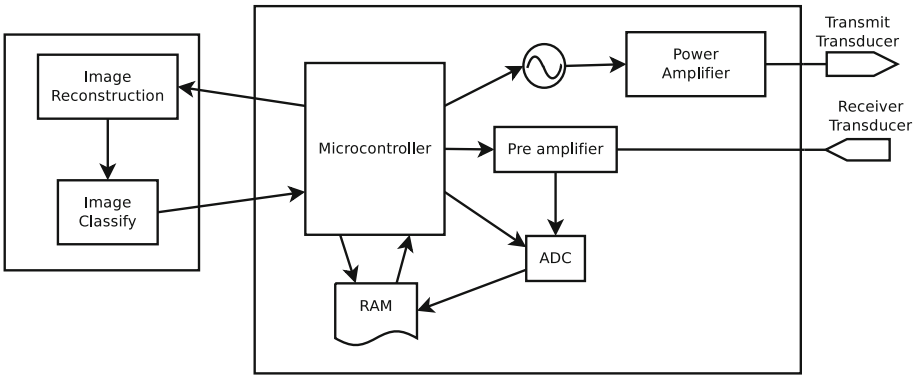 Transmit
Transducer
Image
Reconstruction
Power
Amplifier
Receiver
Transducer
Microcontroller
Pre amplifier
Image
Classify
ADC
RAM